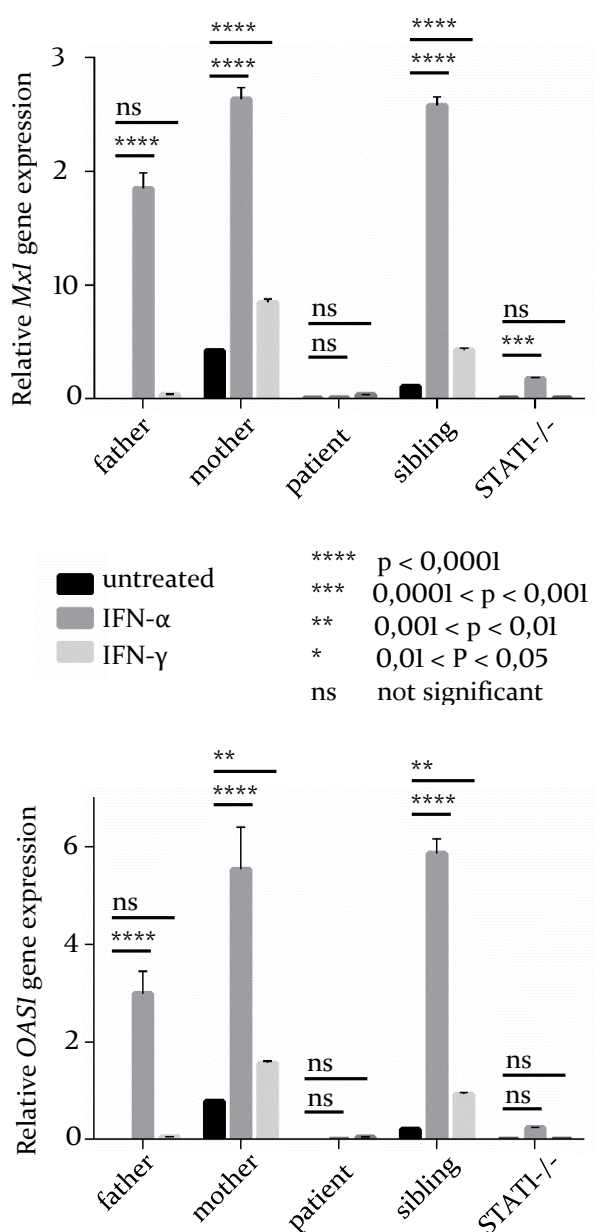 Relative Mx1 gene expression
3
2
10
0
****
****
ns
****
****
****
ns
ns
ns
***
father
mother
patient
sibling
STAT1-/-
untreated
IFN-α
IFN-γ
**** p < 0,0001
*** 0,0001 < p < 0,001
** 0,001 < p < 0,01
* 0,01 < P < 0,05
ns not significant
Relative OAS1 gene expression
6
4
2
0
**
****
**
****
ns
****
ns
ns
ns
ns
father
mother
patient
sibling
STAT1-/-